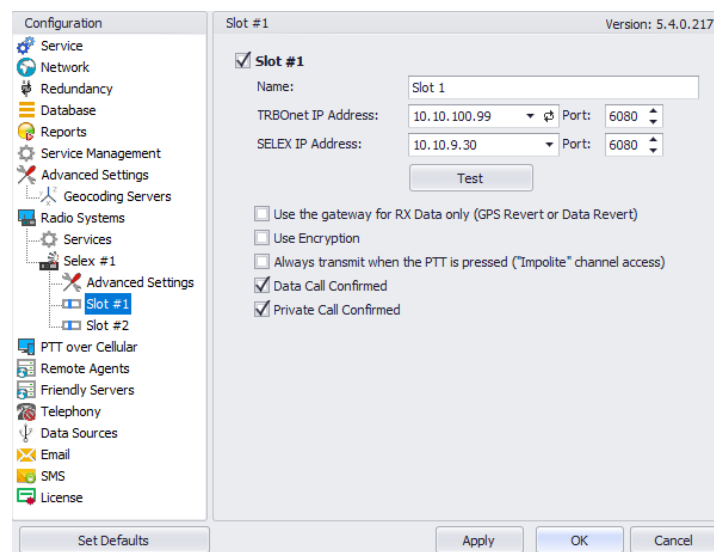 Configuration
Service
Network
Redundancy
Database
Reports
Service Management
Advanced Settings
Geocoding Servers
Radio Systems
Services
Selex #1
Advanced Settings
Slot #1
Slot #2
PTT over Cellular
Remote Agents
Friendly Servers
Telephony
Data Sources
Email
SMS
License
Set Defaults
Slot #1 Version: 5.4.0.217
Slot #1
Name: Slot 1
TRBOnet IP Address: 10.10.100.99 Port: 6080
SELEX IP Address: 10.10.9.30 Port: 6080
Test
Use the gateway for RX Data only (GPS Revert or Data Revert)
Use Encryption
Always transmit when the PTT is pressed ("Impolite" channel access)
Data Call Confirmed
Private Call Confirmed
Apply OK Cancel